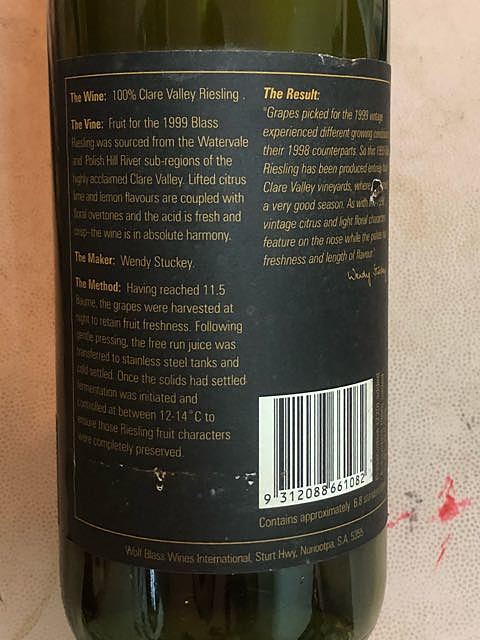 The Wine: 100% Clare Valley Riesling .
The Vine: Fruit for the 1999 Blass
Riesling was sourced from the Watervale
and Polish Hill River sub-regions of the
highly acclaimed Clare Valley. Lifted citrus
lime and lemon flavours are coupled with
floral overtones and the acid is fresh and
crisp–the wine is in absolute harmony.
The Maker: Wendy Stuckey.
The Method: Having reached 11.5
Baume, the grapes were harvested at
night to retain fruit freshness. Following
gentle pressing, the free run juice was
transferred to stainless steel tanks and
cold settled. Once the solids had settled
fermentation was initiated and
controlled at between 12-14°C to
ensure those Riesling fruit characters
were completely preserved.
The Result:
"Grapes picked for the 1999 vintage
experienced different growing
their 1998 counterparts. So this
Riesling has been produced
Clare Valley vineyards, where
a very good season. As with
vintage citrus and light floral
feature on the nose while the palate
freshness and length of flavour."
Wendy
9 312088 661082
Contains approximately 6.8
Wolf Blass Wines International, Sturt Hwy, Nuriootpa, S.A. 5355